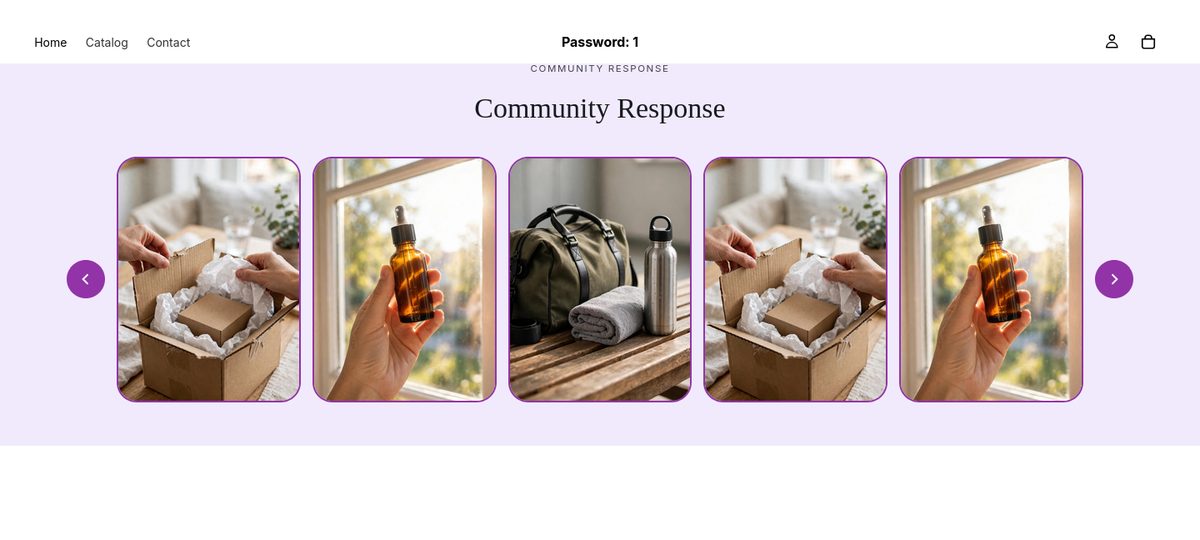 Home Catalog Contact
Password: 1
COMMUNITY RESPONSE
Community Response